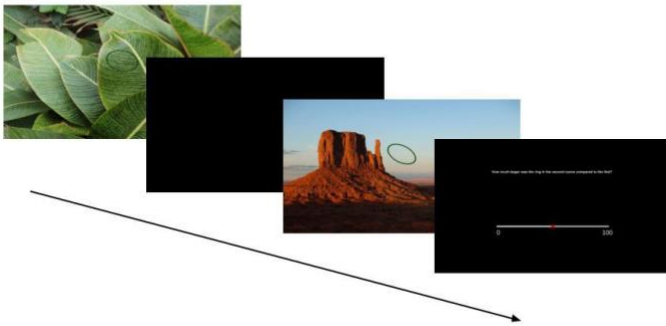 How much larger was the ring in the second scene compared to the first?
0
100